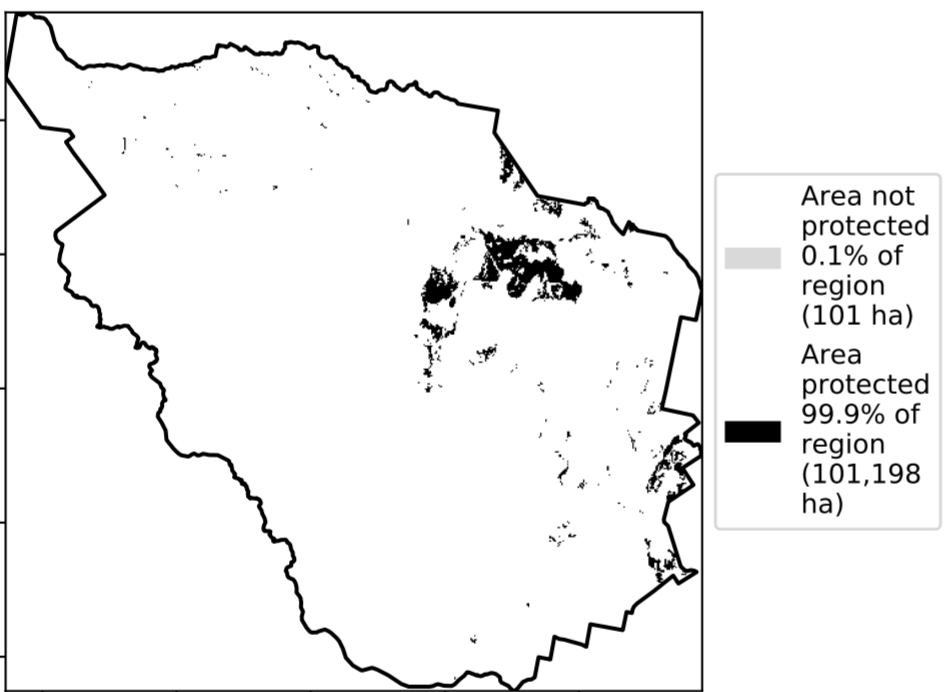 Area not
protected
0.1% of
region
(101 ha)
Area
protected
99.9% of
region
(101,198
ha)